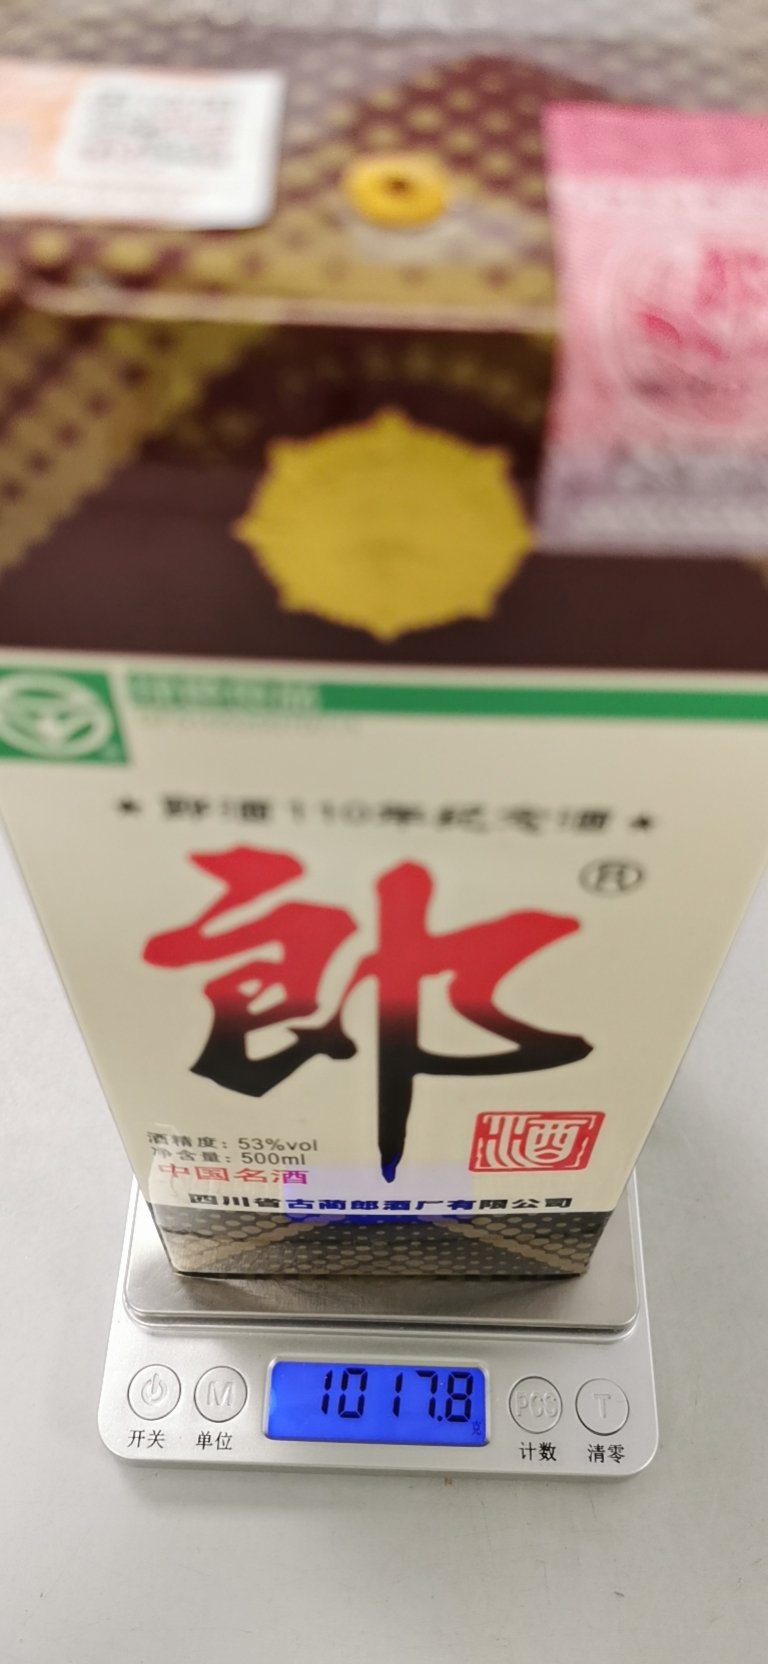 郎酒110年纪念酒
郎®
酒
酒精度：53%vol
净含量：500ml
中国名酒
四川省古蔺郎酒厂有限公司
M
1017.8
克
PCS
T
开关
单位
计数
清零